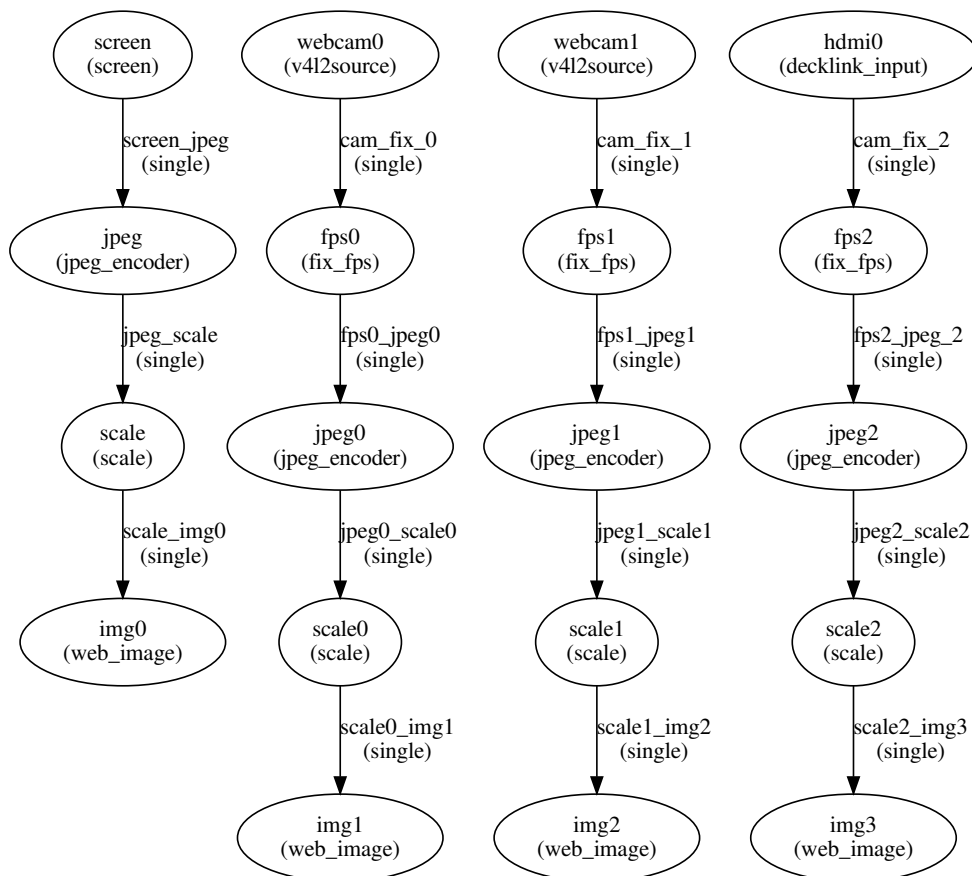 screen
(screen)
webcam0
(v4l2source)
webcam1
(v4l2source)
hdmi0
(decklink_input)
screen_jpeg
(single)
cam_fix_0
(single)
cam_fix_1
(single)
cam_fix_2
(single)
jpeg
(jpeg_encoder)
fps0
(fix_fps)
fps1
(fix_fps)
fps2
(fix_fps)
jpeg_scale
(single)
fps0_jpeg0
(single)
fps1_jpeg1
(single)
fps2_jpeg_2
(single)
scale
(scale)
jpeg0
(jpeg_encoder)
jpeg1
(jpeg_encoder)
jpeg2
(jpeg_encoder)
scale_img0
(single)
jpeg0_scale0
(single)
jpeg1_scale1
(single)
jpeg2_scale2
(single)
img0
(web_image)
scale0
(scale)
scale1
(scale)
scale2
(scale)
scale0_img1
(single)
scale1_img2
(single)
scale2_img3
(single)
img1
(web_image)
img2
(web_image)
img3
(web_image)